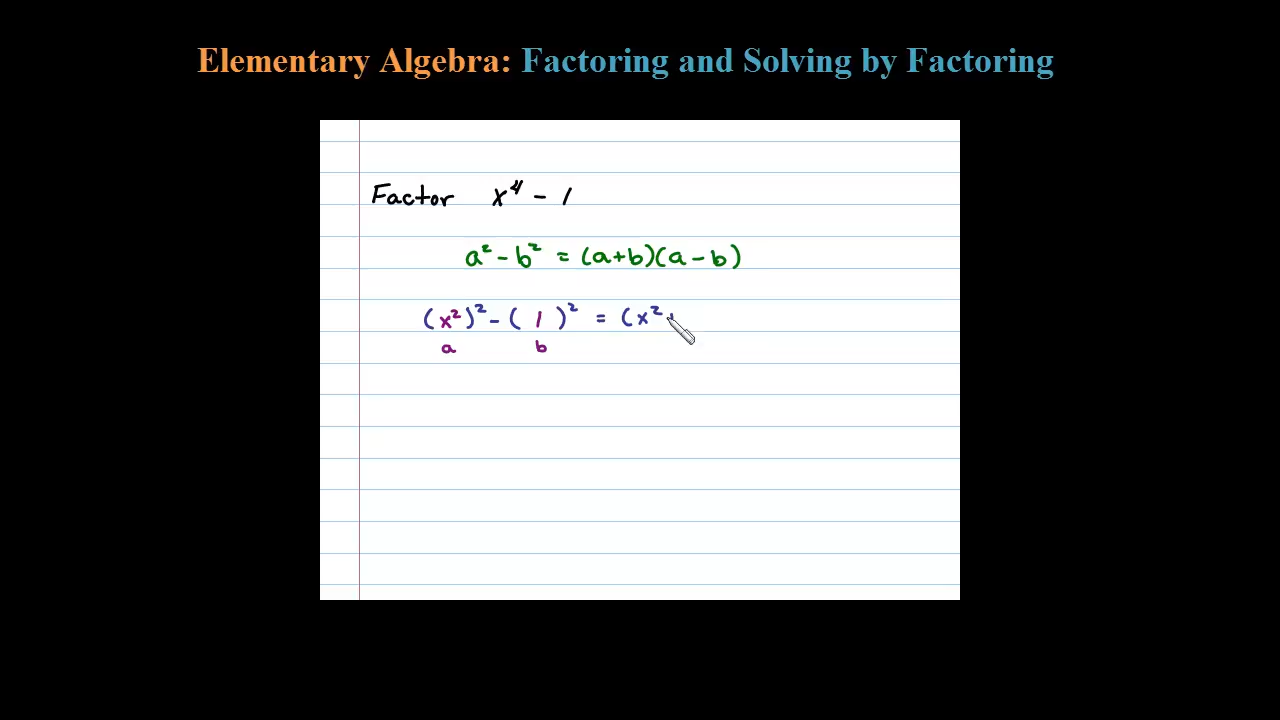 Elementary Algebra: Factoring and Solving by Factoring
Factor x⁴ - 1
a² - b² = (a+b)(a - b)
(x²)² - ( 1 )² = (x²
a b